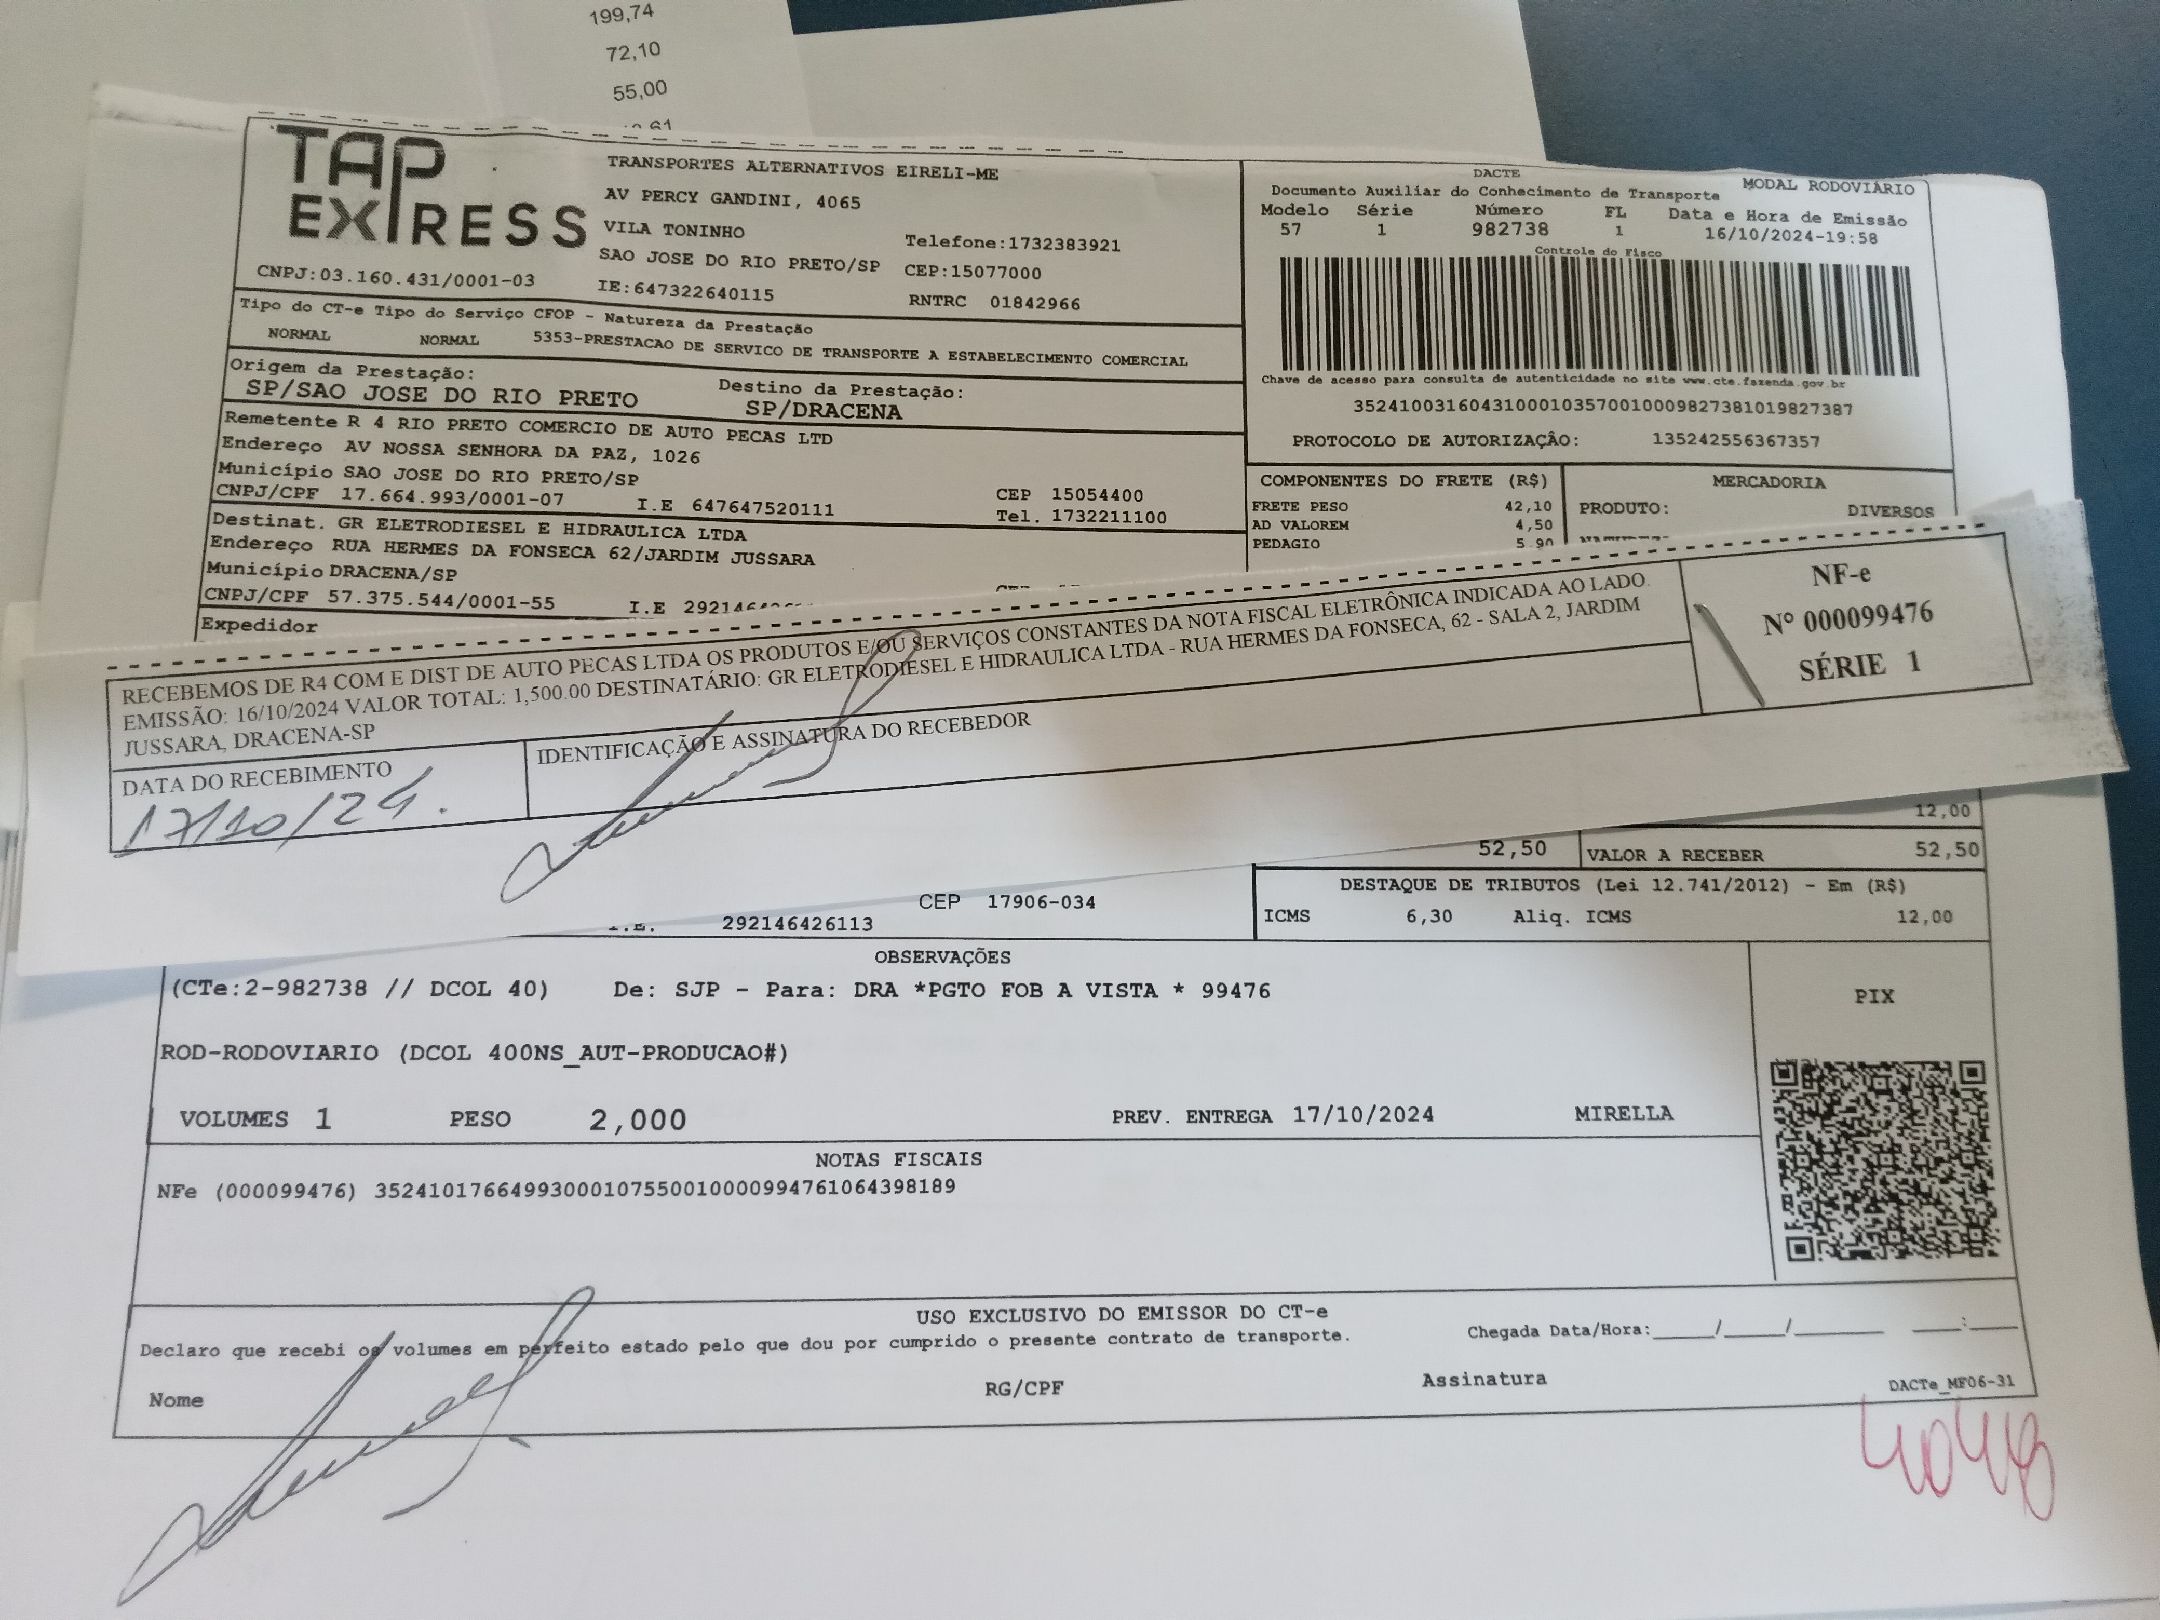 199,74
72,10
55,00
TAP EXPRESS
CNPJ:03.160.431/0001-03
TRANSPORTES ALTERNATIVOS EIRELI-ME
AV PERCY GANDINI, 4065
VILA TONINHO
SAO JOSE DO RIO PRETO/SP
IE:647322640115
Telefone:1732383921
CEP:15077000
RNTRC 01842966
DACTE
Documento Auxiliar do Conhecimento de Transporte
MODAL RODOVIÁRIO
Modelo Série Número FL Data e Hora de Emissão
57 1 982738 1 16/10/2024-19:58
Controle do Fisco
Chave de acesso para consulta de autenticidade no site www.cte.fazenda.gov.br
35241003160431000103570010009827381019827387
PROTOCOLO DE AUTORIZAÇÂO: 135242556367357
Tipo do CT-e Tipo do Serviço CFOP - Natureza da Prestação
NORMAL NORMAL 5353-PRESTACAO DE SERVICO DE TRANSPORTE A ESTABELECIMENTO COMERCIAL
Origem da Prestação: Destino da Prestação:
SP/SAO JOSE DO RIO PRETO SP/DRACENA
Remetente R 4 RIO PRETO COMERCIO DE AUTO PECAS LTD
Endereço AV NOSSA SENHORA DA PAZ, 1026
Município SAO JOSE DO RIO PRETO/SP CEP 15054400
CNPJ/CPF 17.664.993/0001-07 I.E 647647520111 Tel. 1732211100
Destinat. GR ELETRODIESEL E HIDRAULICA LTDA
Endereço RUA HERMES DA FONSECA 62/JARDIM JUSSARA
Município DRACENA/SP
CNPJ/CPF 57.375.544/0001-55 I.E
Expedidor
COMPONENTES DO FRETE (R$)
FRETE PESO 42,10
AD VALOREM 4,50
PEDAGIO 5,90
MERCADORIA
PRODUTO: DIVERSOS
RECEBEMOS DE R4 COM E DIST DE AUTO PECAS LTDA OS PRODUTOS E/OU SERVIÇOS CONSTANTES DA NOTA FISCAL ELETRÔNICA INDICADA AO LADO.
EMISSÃO: 16/10/2024 VALOR TOTAL: 1,500.00 DESTINATÁRIO: GR ELETRODIESEL E HIDRAULICA LTDA - RUA HERMES DA FONSECA, 62 - SALA 2, JARDIM
JUSSARA, DRACENA-SP
DATA DO RECEBIMENTO
17/10/24.
IDENTIFICAÇÃO E ASSINATURA DO RECEBEDOR
NF-e
Nº 000099476
SÉRIE 1
12,00
52,50 VALOR A RECEBER 52,50
CEP 17906-034
292146426113
DESTAQUE DE TRIBUTOS (Lei 12.741/2012) - Em (R$)
ICMS 6,30 Aliq. ICMS 12,00
OBSERVAÇÕES
(CTe:2-982738 // DCOL 40) De: SJP - Para: DRA *PGTO FOB A VISTA * 99476
PIX
ROD-RODOVIARIO (DCOL 400NS_AUT-PRODUCAO#)
VOLUMES 1 PESO 2,000 PREV. ENTREGA 17/10/2024 MIRELLA
NOTAS FISCAIS
NFe (000099476) 35241017664993000107550010000994761064398189
USO EXCLUSIVO DO EMISSOR DO CT-e
Declaro que recebi os volumes em perfeito estado pelo que dou por cumprido o presente contrato de transporte.
Chegada Data/Hora:_____/_____/_______ ____:____
Nome RG/CPF Assinatura
DACTe_MF06-31